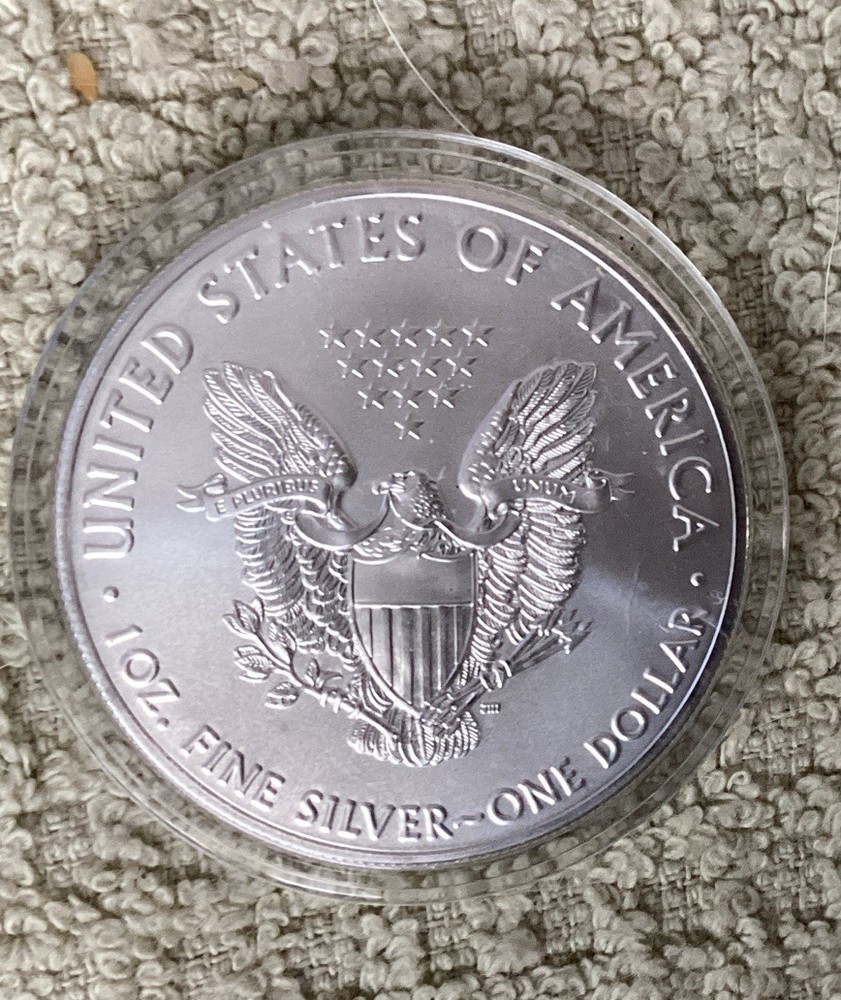 UNITED STATES OF AMERICA
E PLURIBUS UNUM
• 1 OZ. FINE SILVER~ONE DOLLAR •